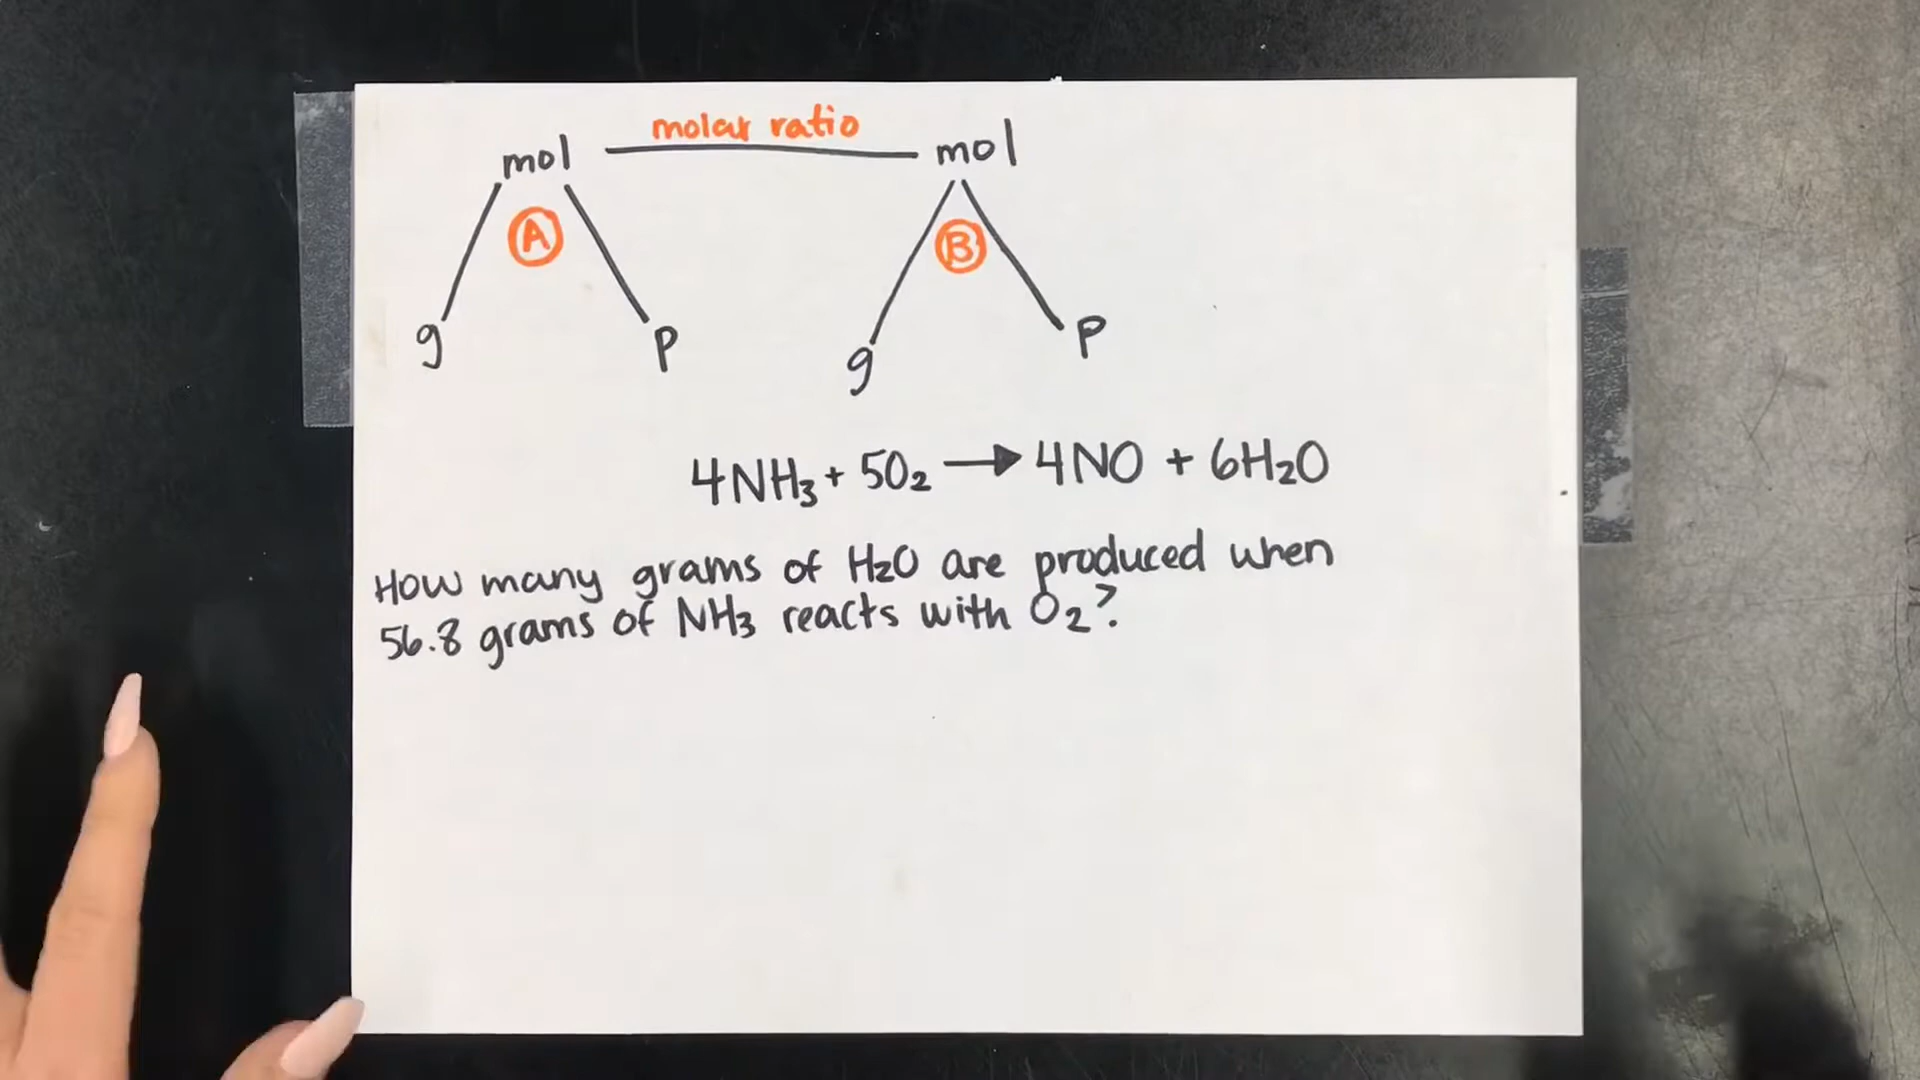 molar ratio
mol mol
A B
g p g p
4NH₃ + 5O₂ → 4NO + 6H₂O
How many grams of H₂O are produced when
56.8 grams of NH₃ reacts with O₂?